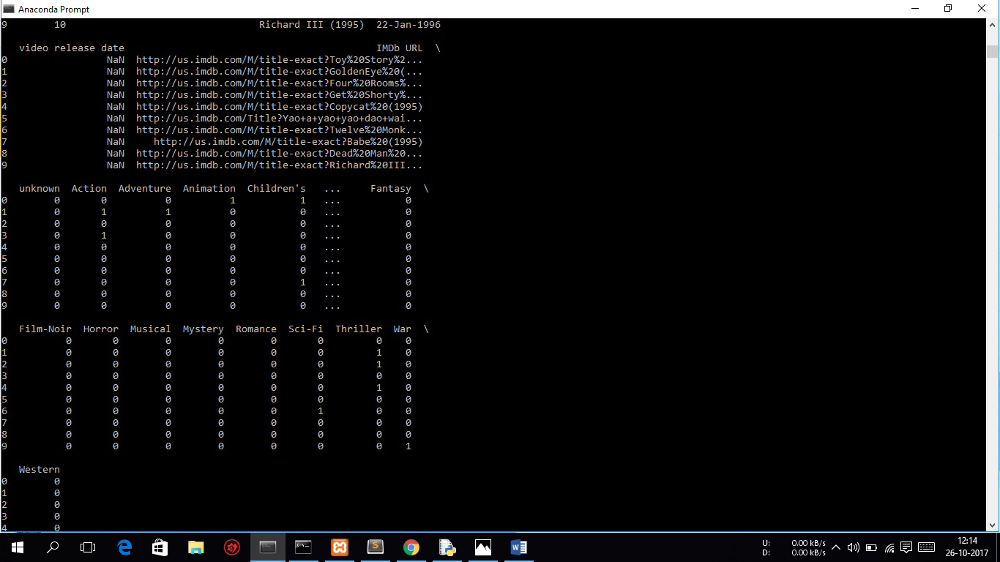 Anaconda Prompt
9        10                                 Richard III (1995)  22-Jan-1996
   video release date                                           IMDb URL  \
0                 NaN  http://us.imdb.com/M/title-exact?Toy%20Story%2...
1                 NaN  http://us.imdb.com/M/title-exact?GoldenEye%20(...
2                 NaN  http://us.imdb.com/M/title-exact?Four%20Rooms%...
3                 NaN  http://us.imdb.com/M/title-exact?Get%20Shorty%...
4                 NaN  http://us.imdb.com/M/title-exact?Copycat%20(1995)
5                 NaN  http://us.imdb.com/Title?Yao+a+yao+yao+dao+wai...
6                 NaN  http://us.imdb.com/M/title-exact?Twelve%20Monk...
7                 NaN     http://us.imdb.com/M/title-exact?Babe%20(1995)
8                 NaN  http://us.imdb.com/M/title-exact?Dead%20Man%20...
9                 NaN  http://us.imdb.com/M/title-exact?Richard%20III...
   unknown  Action  Adventure  Animation  Children's   ...     Fantasy  \
0        0       0          0          1           1   ...           0
1        0       1          1          0           0   ...           0
2        0       0          0          0           0   ...           0
3        0       1          0          0           0   ...           0
4        0       0          0          0           0   ...           0
5        0       0          0          0           0   ...           0
6        0       0          0          0           0   ...           0
7        0       0          0          0           1   ...           0
8        0       0          0          0           0   ...           0
9        0       0          0          0           0   ...           0
   Film-Noir  Horror  Musical  Mystery  Romance  Sci-Fi  Thriller  War  \
0          0       0        0        0        0       0         0    0
1          0       0        0        0        0       0         1    0
2          0       0        0        0        0       0         1    0
3          0       0        0        0        0       0         0    0
4          0       0        0        0        0       0         1    0
5          0       0        0        0        0       0         0    0
6          0       0        0        0        0       1         0    0
7          0       0        0        0        0       0         0    0
8          0       0        0        0        0       0         0    0
9          0       0        0        0        0       0         0    1
   Western
0        0
1        0
2        0
3        0
4        0
U: 0.00 kB/s
D: 0.00 kB/s
12:14
26-10-2017